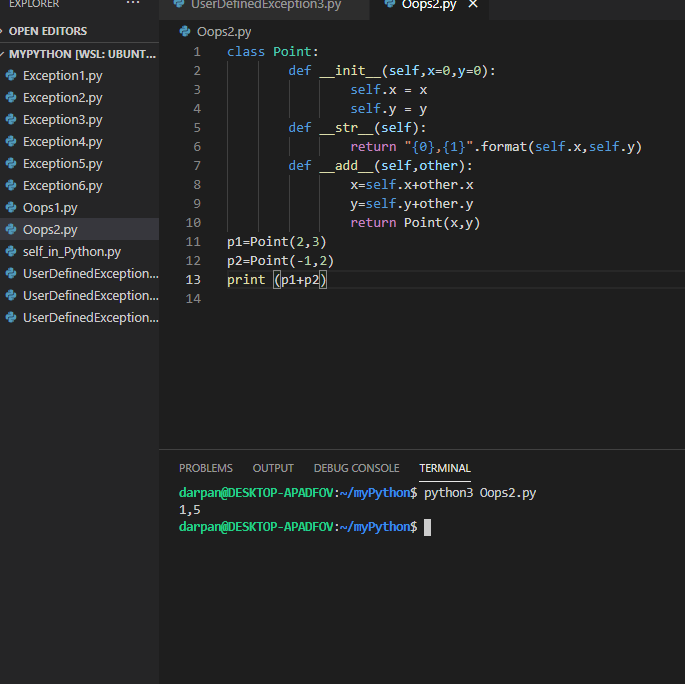 EXPLORER ...
OPEN EDITORS
MYPYTHON [WSL: UBUNT...
Exception1.py
Exception2.py
Exception3.py
Exception4.py
Exception5.py
Exception6.py
Oops1.py
Oops2.py
self_in_Python.py
UserDefinedException...
UserDefinedException...
UserDefinedException...
UserDefinedException3.py Oops2.py ×
Oops2.py
1 class Point:
2 def __init__(self,x=0,y=0):
3 self.x = x
4 self.y = y
5 def __str__(self):
6 return "{0},{1}".format(self.x,self.y)
7 def __add__(self,other):
8 x=self.x+other.x
9 y=self.y+other.y
10 return Point(x,y)
11 p1=Point(2,3)
12 p2=Point(-1,2)
13 print (p1+p2)
14
PROBLEMS OUTPUT DEBUG CONSOLE TERMINAL
darpan@DESKTOP-APADFOV:~/myPython$ python3 Oops2.py
1,5
darpan@DESKTOP-APADFOV:~/myPython$